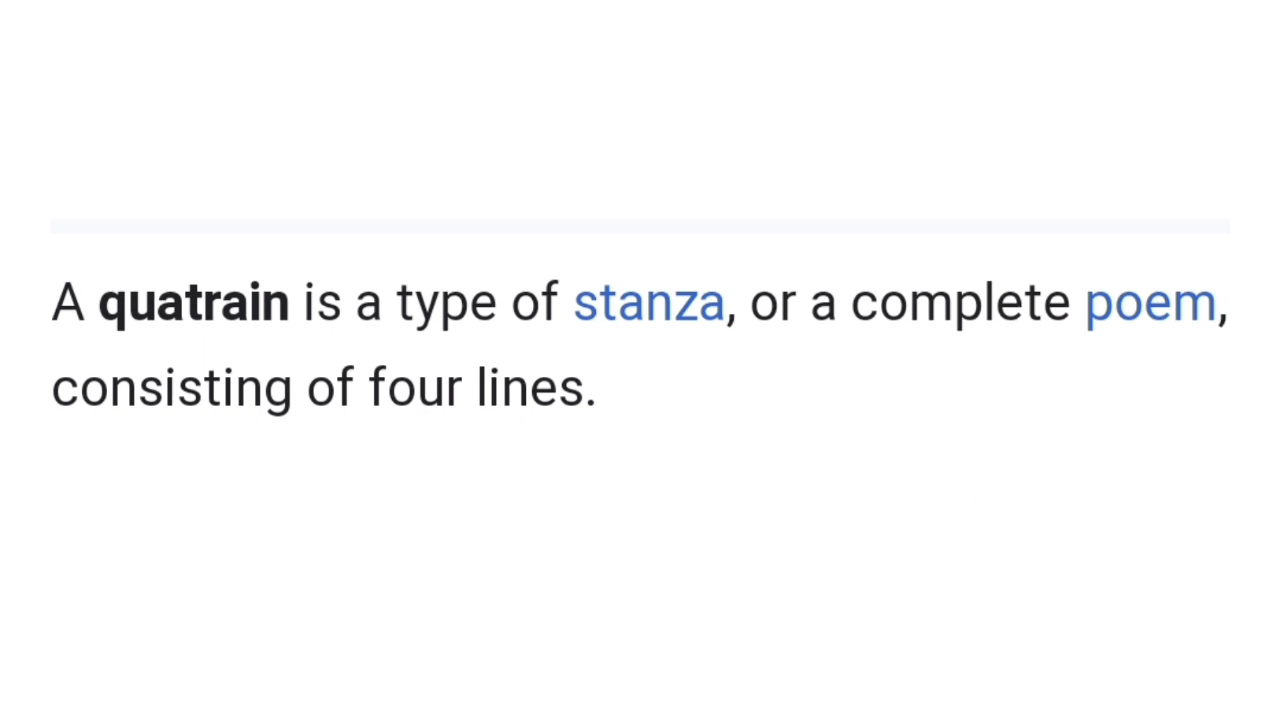 A quatrain is a type of stanza, or a complete poem,
consisting of four lines.